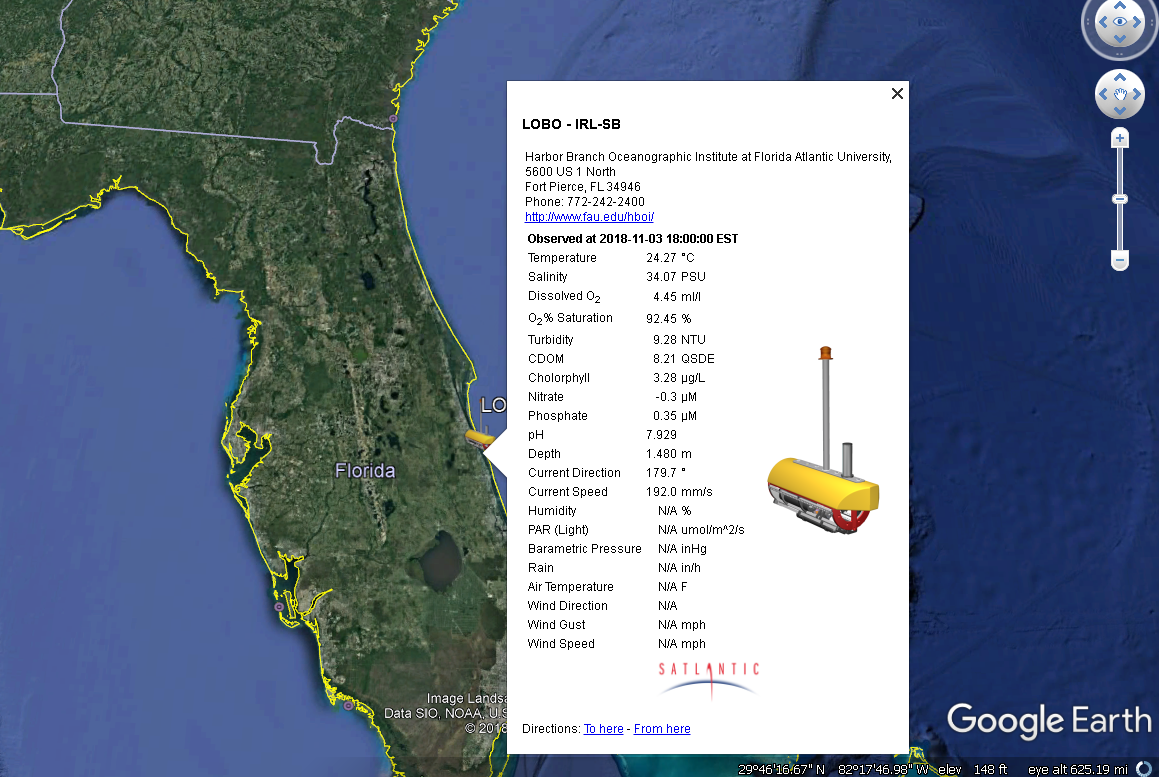 LOBO - IRL-SB
Harbor Branch Oceanographic Institute at Florida Atlantic University,
5600 US 1 North
Fort Pierce, FL 34946
Phone: 772-242-2400
http://www.fau.edu/hboi/
Observed at 2018-11-03 18:00:00 EST
Temperature 24.27 °C
Salinity 34.07 PSU
Dissolved O2 4.45 ml/l
O2% Saturation 92.45 %
Turbidity 9.28 NTU
CDOM 8.21 QSDE
Cholorphyll 3.28 µg/L
Nitrate -0.3 µM
Phosphate 0.35 µM
pH 7.929
Depth 1.480 m
Current Direction 179.7 °
Current Speed 192.0 mm/s
Humidity N/A %
PAR (Light) N/A umol/m^2/s
Barametric Pressure N/A inHg
Rain N/A in/h
Air Temperature N/A F
Wind Direction N/A
Wind Gust N/A mph
Wind Speed N/A mph
SATLANTIC
Directions: To here - From here
LO
Florida
Image Landsa
Data SIO, NOAA, U.S
© 2018
Google Earth
29°46'16.67" N 82°17'46.98" W elev 148 ft eye alt 625.19 mi